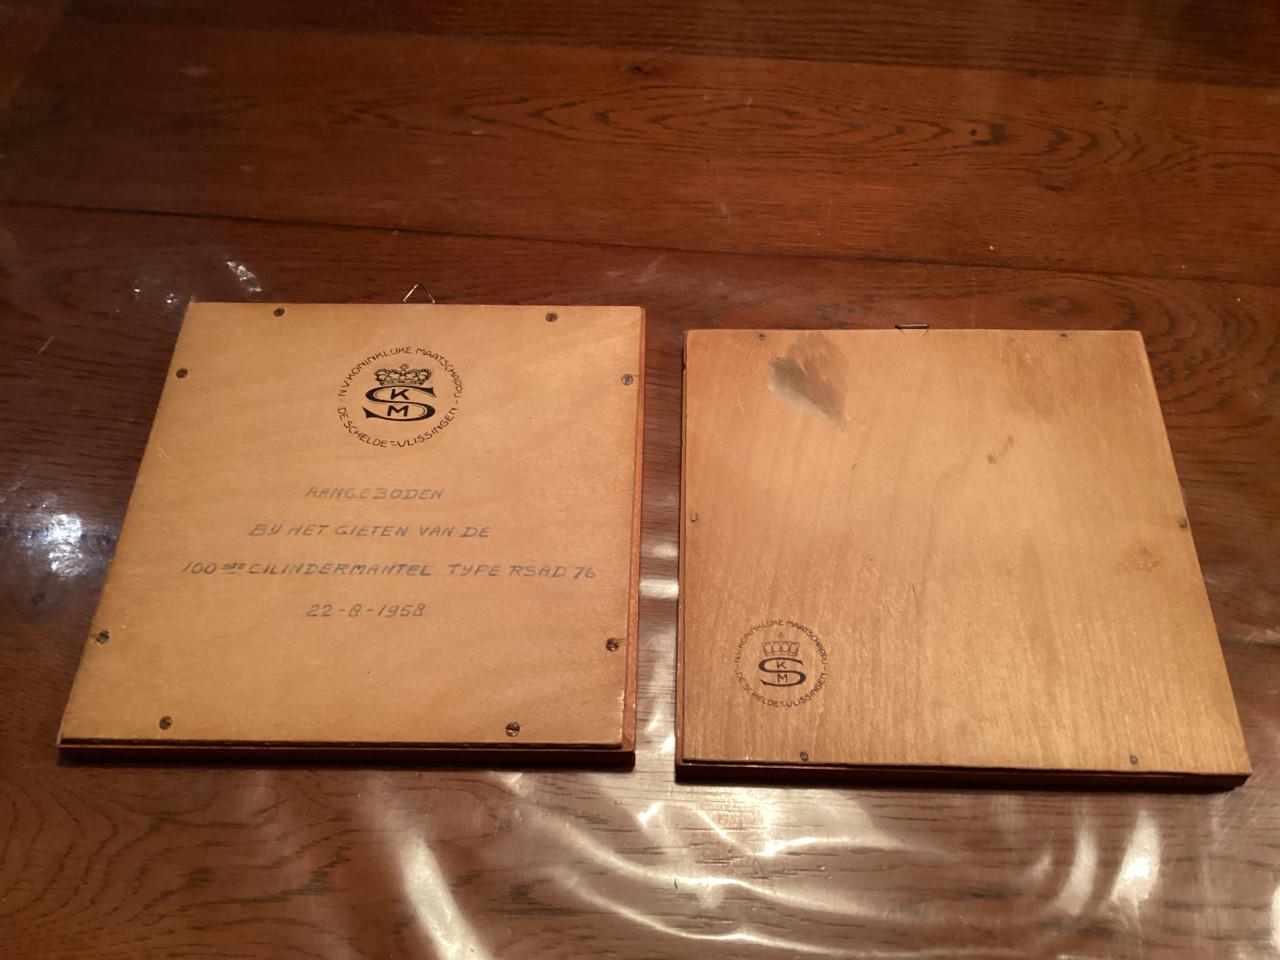 N.V. KONINKLIJKE MAATSCHAPPIJ
DE SCHELDE - VLISSINGEN
S
K
M
AANGEBODEN
BIJ HET GIETEN VAN DE
100STE CILINDERMANTEL TYPE RSAD 76
22-8-1958
N.V. KONINKLIJKE MAATSCHAPPIJ
DE SCHELDE - VLISSINGEN
S
K
M